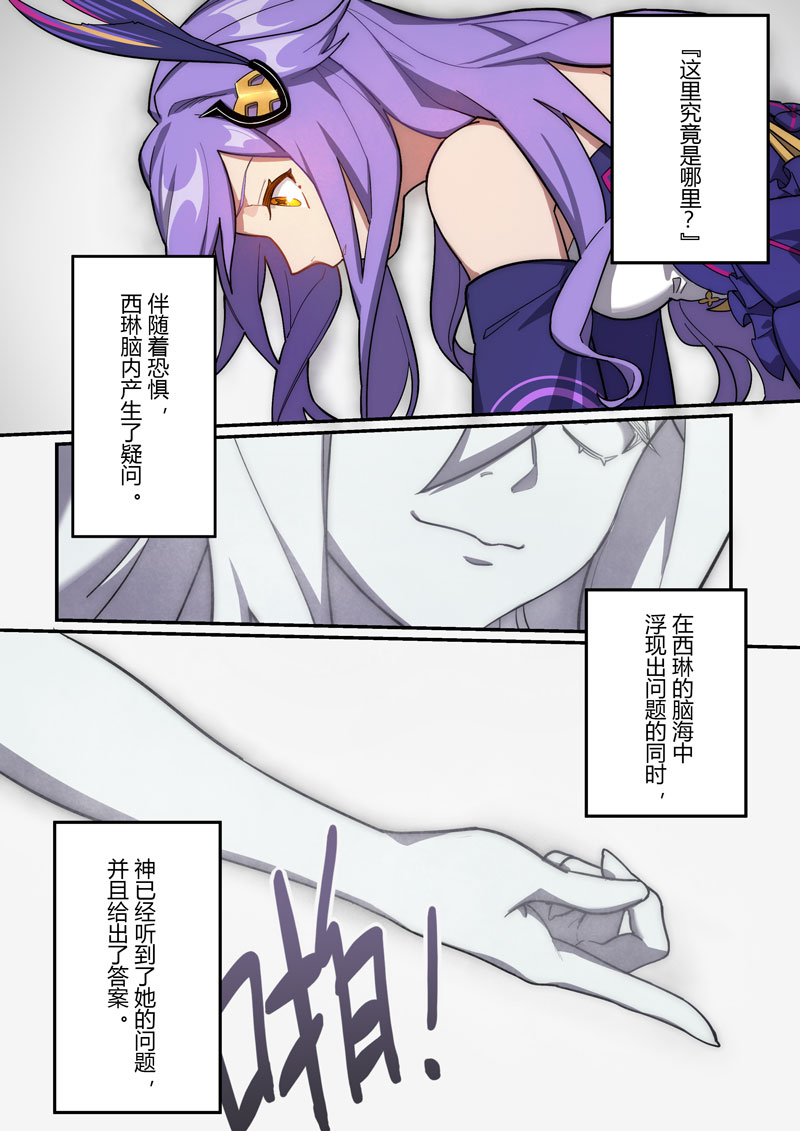 『这里究竟是哪里？』
伴随着恐惧，
西琳脑内产生了疑问。
在西琳的脑海中
浮现出问题的同时，
神已经听到了她的问题，
并且给出了答案。
啪！